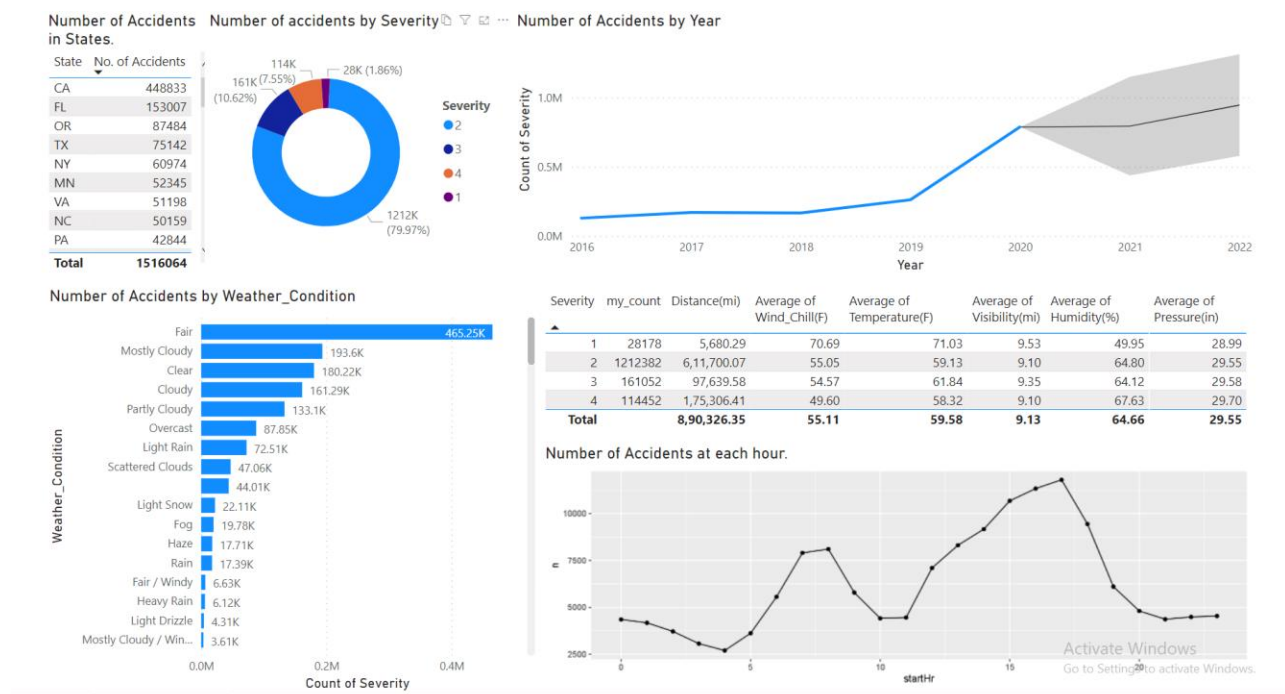 Number of Accidents
in States.
State No. of Accidents
CA 448833
FL 153007
OR 87484
TX 75142
NY 60974
MN 52345
VA 51198
NC 50159
PA 42844
Total 1516064
Number of accidents by Severity
114K
(7.55%)
28K (1.86%)
161K
(10.62%)
1212K
(79.97%)
Severity
2
3
4
1
Number of Accidents by Year
Count of Severity
1.0M
0.5M
0.0M
2016 2017 2018 2019 2020 2021 2022
Year
Number of Accidents by Weather_Condition
Weather_Condition
Fair 465.25K
Mostly Cloudy 193.6K
Clear 180.22K
Cloudy 161.29K
Partly Cloudy 133.1K
Overcast 87.85K
Light Rain 72.51K
Scattered Clouds 47.06K
44.01K
Light Snow 22.11K
Fog 19.78K
Haze 17.71K
Rain 17.39K
Fair / Windy 6.63K
Heavy Rain 6.12K
Light Drizzle 4.31K
Mostly Cloudy / Win... 3.61K
0.0M 0.2M 0.4M
Count of Severity
Severity my_count Distance(mi) Average of Wind_Chill(F) Average of Temperature(F) Average of Visibility(mi) Average of Humidity(%) Average of Pressure(in)
1 28178 5,680.29 70.69 71.03 9.53 49.95 28.99
2 1212382 6,11,700.07 55.05 59.13 9.10 64.80 29.55
3 161052 97,639.58 54.57 61.84 9.35 64.12 29.58
4 114452 1,75,306.41 49.60 58.32 9.10 67.63 29.70
Total 8,90,326.35 55.11 59.58 9.13 64.66 29.55
Number of Accidents at each hour.
n
10000
7500
5000
2500
0 5 10 15 20
startHr
Activate Windows
Go to Settings to activate Windows.